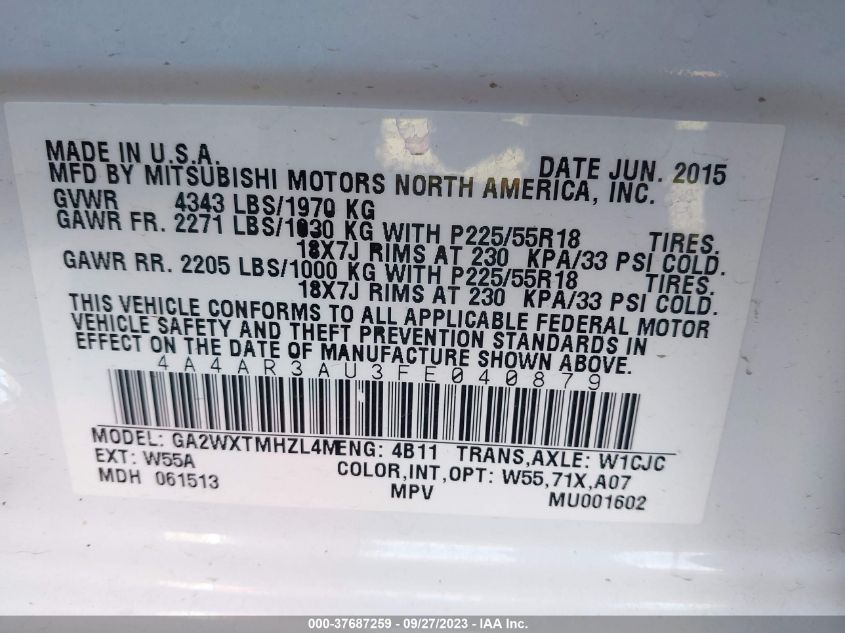 MADE IN U.S.A. DATE JUN. 2015
MFD BY MITSUBISHI MOTORS NORTH AMERICA, INC.
GVWR 4343 LBS/1970 KG
GAWR FR. 2271 LBS/1030 KG WITH P225/55R18 TIRES.
18X7J RIMS AT 230 KPA/33 PSI COLD.
GAWR RR. 2205 LBS/1000 KG WITH P225/55R18 TIRES.
18X7J RIMS AT 230 KPA/33 PSI COLD.
THIS VEHICLE CONFORMS TO ALL APPLICABLE FEDERAL MOTOR
VEHICLE SAFETY AND THEFT PREVENTION STANDARDS IN
EFFECT ON THE DATE OF MANUFACTURE SHOWN ABOVE.
4A4AR3AU3FE040879
MODEL: GA2WXTMHZL4MENG: 4B11 TRANS,AXLE: W1CJC
EXT: W55A COLOR,INT,OPT: W55,71X,A07
MDH 061513 MPV MU001602
000-37687259 - 09/27/2023 - IAA Inc.